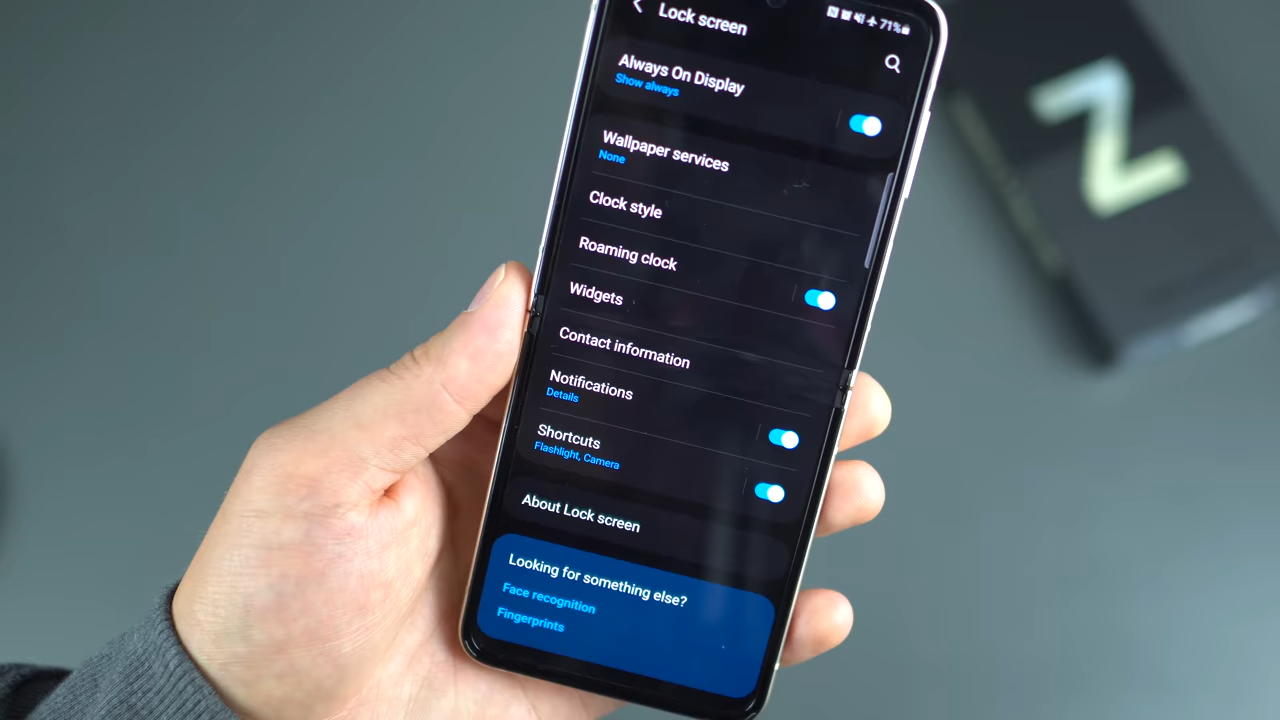 Lock screen
71%
Always On Display
Show always
Wallpaper services
None
Clock style
Roaming clock
Widgets
Contact information
Notifications
Details
Shortcuts
Flashlight, Camera
About Lock screen
Looking for something else?
Face recognition
Fingerprints
Z